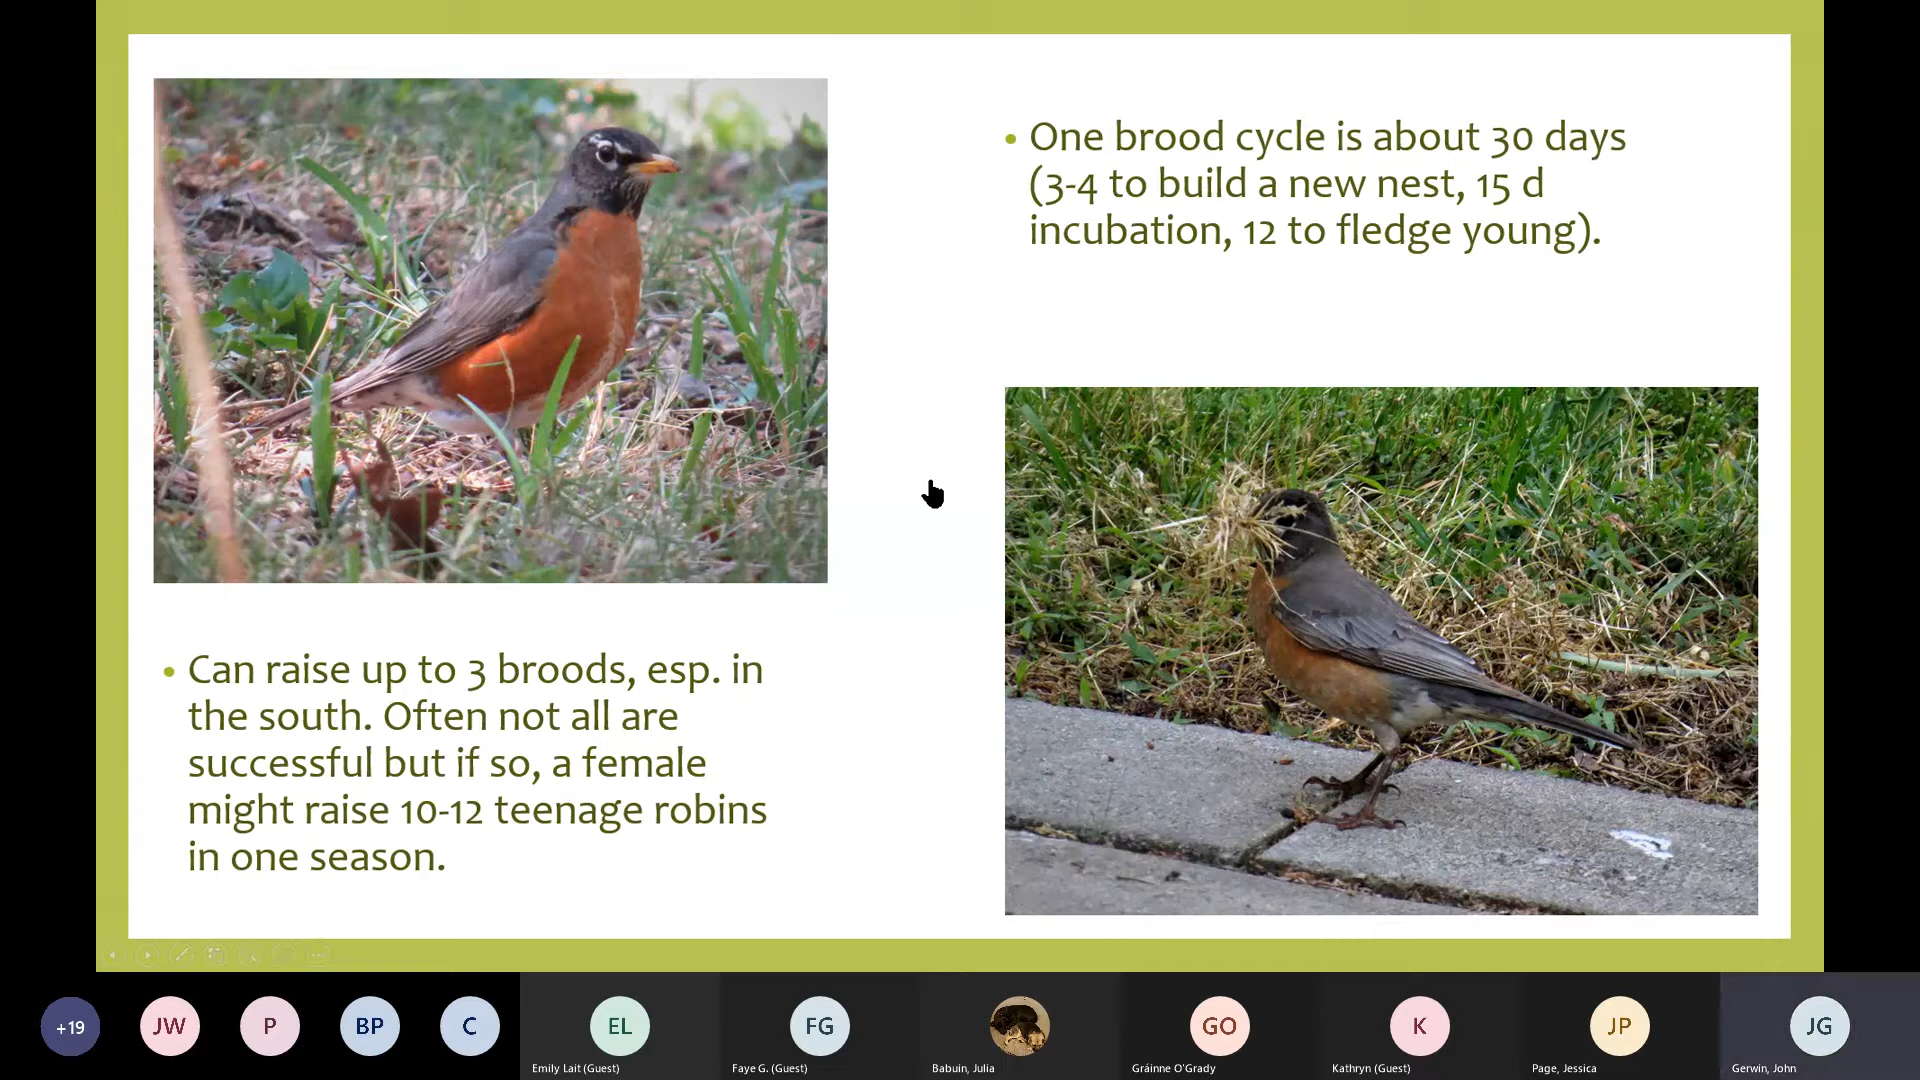 One brood cycle is about 30 days
(3-4 to build a new nest, 15 d
incubation, 12 to fledge young).
Can raise up to 3 broods, esp. in
the south. Often not all are
successful but if so, a female
might raise 10-12 teenage robins
in one season.
+19
JW
P
BP
C
EL
FG
GO
K
JP
JG
Emily Lait (Guest)
Faye G. (Guest)
Babuin, Julia
Gráinne O'Grady
Kathryn (Guest)
Page, Jessica
Gerwin, John